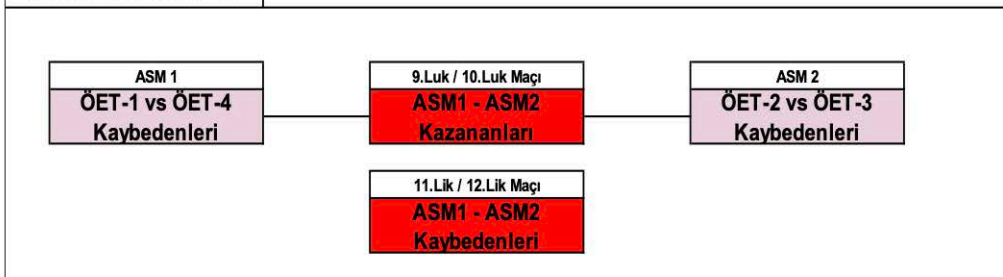 ASM 1
ÖET-1 vs ÖET-4
Kaybedenleri
9.Luk / 10.Luk Maçı
ASM1 - ASM2
Kazananları
ASM 2
ÖET-2 vs ÖET-3
Kaybedenleri
11.Lik / 12.Lik Maçı
ASM1 - ASM2
Kaybedenleri